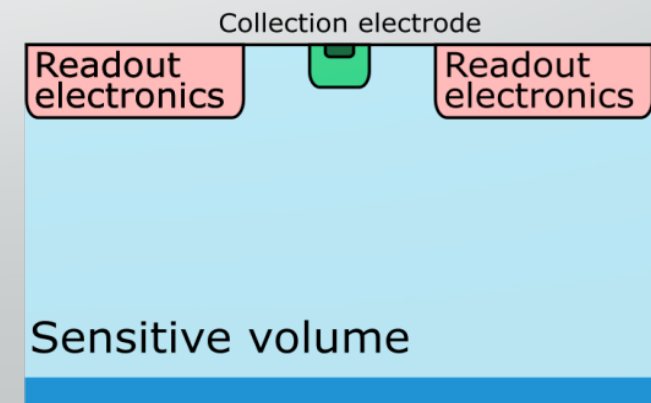 Collection electrode
Readout
electronics
Readout
electronics
Sensitive volume